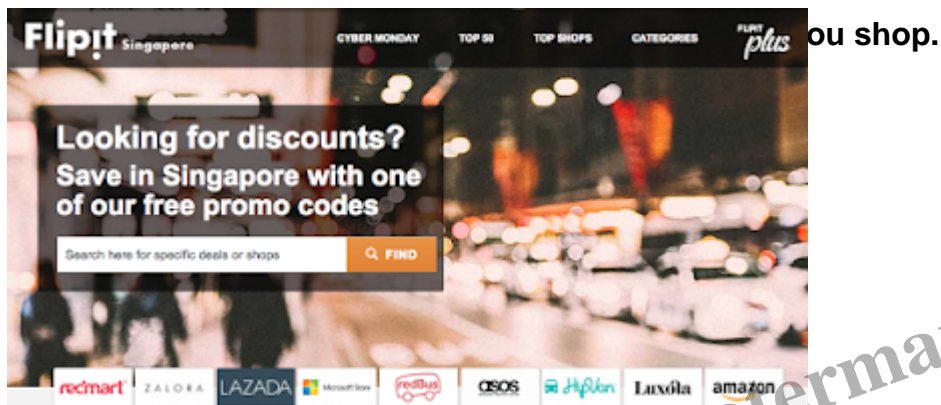 Flipit Singapore
CYBER MONDAY TOP 50 TOP SHOPS CATEGORIES FLIPIT plus
ou shop.
Looking for discounts?
Save in Singapore with one
of our free promo codes
Search here for specific deals or shops FIND
redmart ZALORA LAZADA Microsoft Store redBus asos HipVan Luxóla amazon